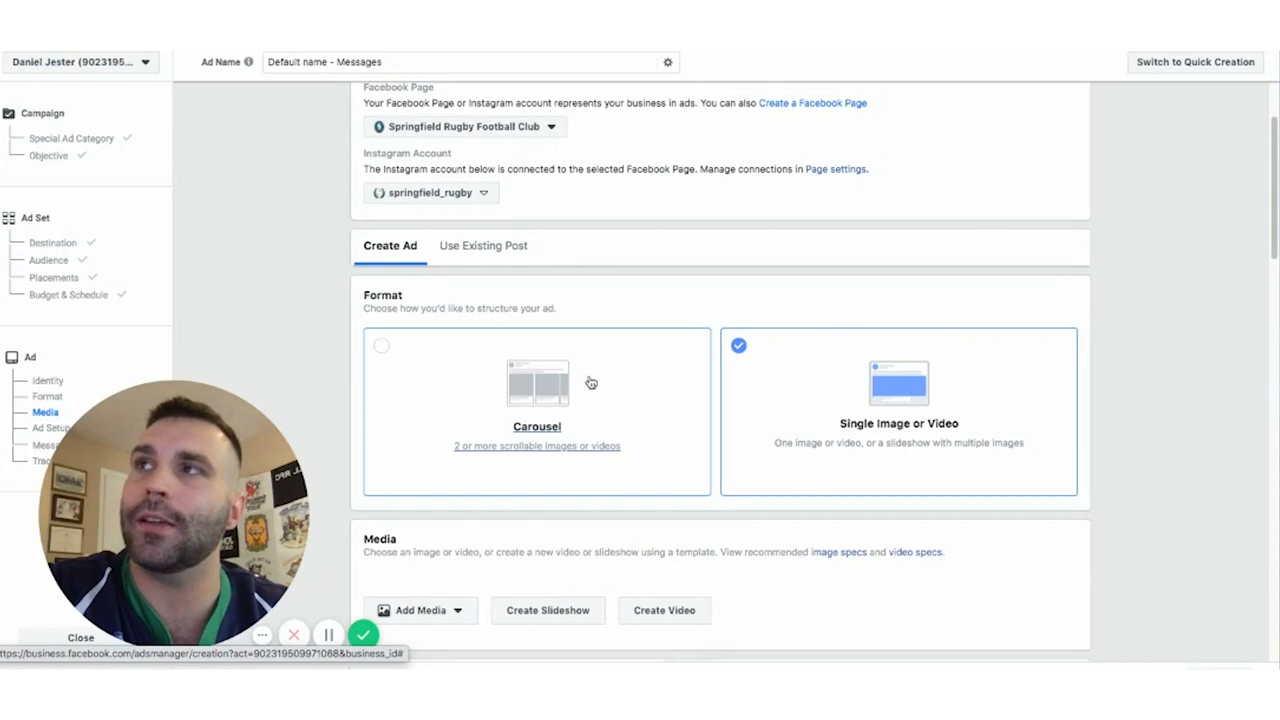 Daniel Jester (9023195...
Ad Name
Default name - Messages
Switch to Quick Creation
Campaign
Special Ad Category
Objective
Ad Set
Destination
Audience
Placements
Budget & Schedule
Ad
Identity
Format
Media
Ad Setup
Mess
Trac
Close
Facebook Page
Your Facebook Page or Instagram account represents your business in ads. You can also Create a Facebook Page
Springfield Rugby Football Club
Instagram Account
The Instagram account below is connected to the selected Facebook Page. Manage connections in Page settings.
springfield_rugby
Create Ad
Use Existing Post
Format
Choose how you'd like to structure your ad.
Carousel
2 or more scrollable images or videos
Single Image or Video
One image or video, or a slideshow with multiple images
Media
Choose an image or video, or create a new video or slideshow using a template. View recommended image specs and video specs.
Add Media
Create Slideshow
Create Video
ttps://business.facebook.com/adsmanager/creation?act=902319509971068&business_id#